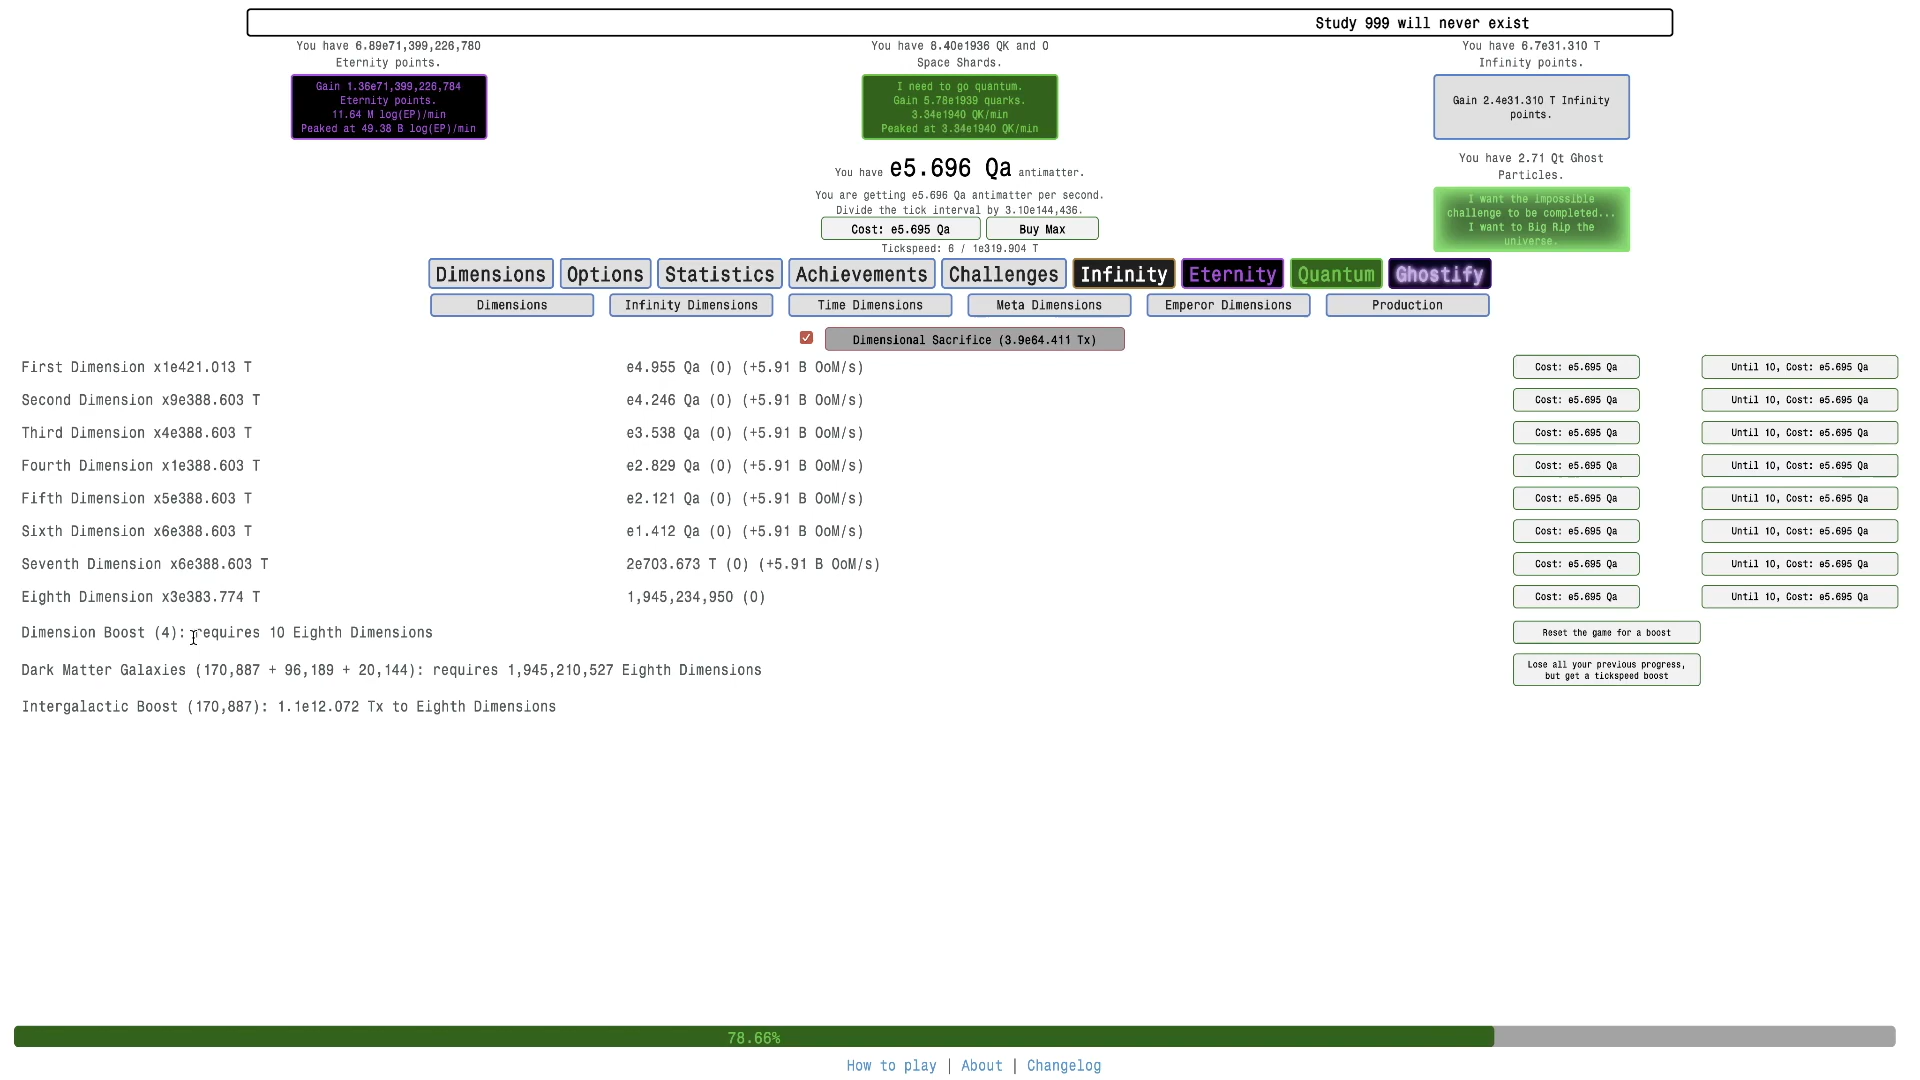 Study 999 will never exist
You have 6.89e71,399,226,780
Eternity points.
Gain 1.36e71,399,226,784
Eternity points.
11.64 M log(EP)/min
Peaked at 49.38 B log(EP)/min
You have 8.40e1936 QK and 0
Space Shards.
I need to go quantum.
Gain 5.78e1939 quarks.
3.34e1940 QK/min
Peaked at 3.34e1940 QK/min
You have 6.7e31.310 T
Infinity points.
Gain 2.4e31.310 T Infinity
points.
You have 2.71 Qt Ghost
Particles.
I want the impossible
challenge to be completed...
I want to Big Rip the
universe.
You have e5.696 Qa antimatter.
You are getting e5.696 Qa antimatter per second.
Divide the tick interval by 3.10e144,436.
Cost: e5.695 Qa Buy Max
Tickspeed: 6 / 1e319.904 T
Dimensions Options Statistics Achievements Challenges Infinity Eternity Quantum Ghostify
Dimensions Infinity Dimensions Time Dimensions Meta Dimensions Emperor Dimensions Production
Dimensional Sacrifice (3.9e64.411 Tx)
First Dimension x1e421.013 T e4.955 Qa (0) (+5.91 B OoM/s) Cost: e5.695 Qa Until 10, Cost: e5.695 Qa
Second Dimension x9e388.603 T e4.246 Qa (0) (+5.91 B OoM/s) Cost: e5.695 Qa Until 10, Cost: e5.695 Qa
Third Dimension x4e388.603 T e3.538 Qa (0) (+5.91 B OoM/s) Cost: e5.695 Qa Until 10, Cost: e5.695 Qa
Fourth Dimension x1e388.603 T e2.829 Qa (0) (+5.91 B OoM/s) Cost: e5.695 Qa Until 10, Cost: e5.695 Qa
Fifth Dimension x5e388.603 T e2.121 Qa (0) (+5.91 B OoM/s) Cost: e5.695 Qa Until 10, Cost: e5.695 Qa
Sixth Dimension x6e388.603 T e1.412 Qa (0) (+5.91 B OoM/s) Cost: e5.695 Qa Until 10, Cost: e5.695 Qa
Seventh Dimension x6e388.603 T 2e703.673 T (0) (+5.91 B OoM/s) Cost: e5.695 Qa Until 10, Cost: e5.695 Qa
Eighth Dimension x3e383.774 T 1,945,234,950 (0) Cost: e5.695 Qa Until 10, Cost: e5.695 Qa
Dimension Boost (4): requires 10 Eighth Dimensions Reset the game for a boost
Dark Matter Galaxies (170,887 + 96,189 + 20,144): requires 1,945,210,527 Eighth Dimensions
Lose all your previous progress,
but get a tickspeed boost
Intergalactic Boost (170,887): 1.1e12.072 Tx to Eighth Dimensions
78.66%
How to play | About | Changelog